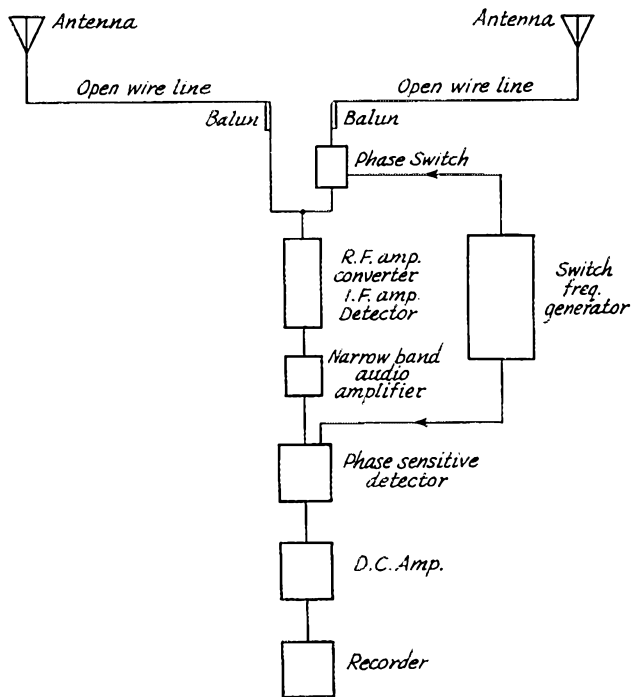 Antenna
Antenna
Open wire line
Open wire line
Balun
Balun
Phase Switch
R.F. amp.
converter
I.F. amp.
Detector
Switch
freq.
generator
Narrow band
audio
amplifier
Phase sensitive
detector
D.C. Amp.
Recorder